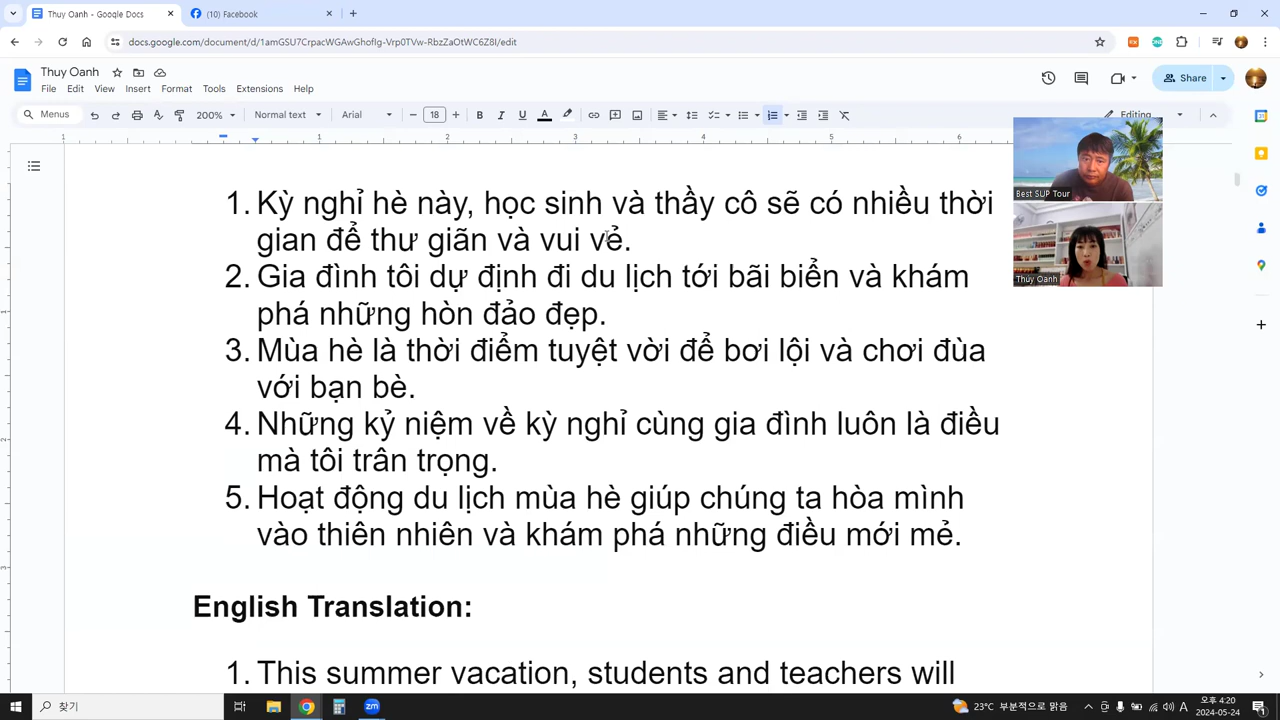 Thuy Oanh - Google Docs
(10) Facebook
docs.google.com/document/d/1amGSU7CrpacWGAwGhofIg-Vrp0TVw-RbzZaOtWC6Z8I/edit
Thuy Oanh
File Edit View Insert Format Tools Extensions Help
Share
Menus
200%
Normal text
Arial
18
Editing
1 1 2 3 4 5 6
1. Kỳ nghỉ hè này, học sinh và thầy cô sẽ có nhiều thời
gian để thư giãn và vui vẻ.
2. Gia đình tôi dự định đi du lịch tới bãi biển và khám
phá những hòn đảo đẹp.
3. Mùa hè là thời điểm tuyệt vời để bơi lội và chơi đùa
với bạn bè.
4. Những kỷ niệm về kỳ nghỉ cùng gia đình luôn là điều
mà tôi trân trọng.
5. Hoạt động du lịch mùa hè giúp chúng ta hòa mình
vào thiên nhiên và khám phá những điều mới mẻ.
English Translation:
1. This summer vacation, students and teachers will
Best SUP Tour
Thúy Oanh
찾기
23°C 부분적으로 맑음
A
오후 4:20
2024-05-24